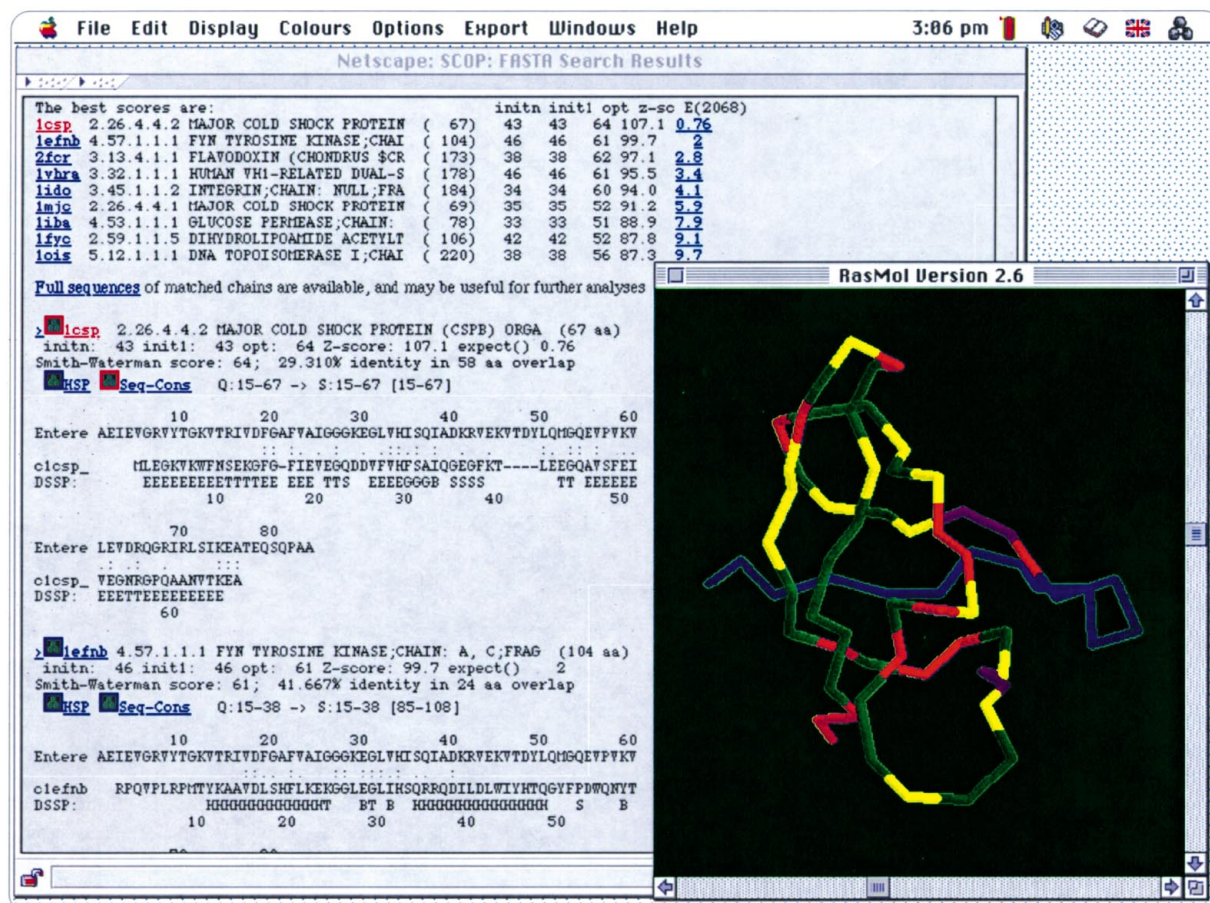 File Edit Display Colours Options Export Windows Help 3:06 pm
Netscape: SCOP: FASTA Search Results
The best scores are: initn init1 opt z-sc E(2068)
1csp 2.26.4.4.2 MAJOR COLD SHOCK PROTEIN ( 67) 43 43 64 107.1 0.76
1efnb 4.57.1.1.1 FYN TYROSINE KINASE;CHAI ( 104) 46 46 61 99.7 2
2fcr 3.13.4.1.1 FLAVODOXIN (CHONDRUS $CR ( 173) 38 38 62 97.1 2.8
1vhra 3.32.1.1.1 HUMAN VH1-RELATED DUAL-S ( 178) 46 46 61 95.5 3.4
1ido 3.45.1.1.2 INTEGRIN;CHAIN: NULL;FRA ( 184) 34 34 60 94.0 4.1
1mjc 2.26.4.4.1 MAJOR COLD SHOCK PROTEIN ( 69) 35 35 52 91.2 5.9
1iba 4.53.1.1.1 GLUCOSE PERMEASE;CHAIN: ( 78) 33 33 51 88.9 7.9
1fyc 2.59.1.1.5 DIHYDROLIPOAMIDE ACETYLT ( 106) 42 42 52 87.8 9.1
1ois 5.12.1.1.1 DNA TOPOISOMERASE I;CHAI ( 220) 38 38 56 87.3 9.7
Full sequences of matched chains are available, and may be useful for further analyses
RasMol Version 2.6
>1csp 2.26.4.4.2 MAJOR COLD SHOCK PROTEIN (CSPB) ORGA (67 aa)
initn: 43 init1: 43 opt: 64 Z-score: 107.1 expect() 0.76
Smith-Waterman score: 64; 29.310% identity in 58 aa overlap
HSP Seq-Cons Q:15-67 -> S:15-67 [15-67]
10 20 30 40 50 60
Entere AEIEVGRVYTGKVTRIVDFGAFVAIGGGKEGLVHISQIADKRVEKVTDYLQMGQEVPVKV
c1csp_ MLEGKVKWFNSEKGFG-FIEVEGQDDVFVHFSAIQGEGFKT----LEEGQAVSFEI
DSSP: EEEEEEEEEETTTTEE EEE TTS EEEEGGGB SSSS TT EEEEEE
10 20 30 40 50
70 80
Entere LEVDRQGRIRLSIKEATEQSQPAA
c1csp_ VEGNRGPQAANVTKEA
DSSP: EEETTEEEEEEEEEE
60
>1efnb 4.57.1.1.1 FYN TYROSINE KINASE;CHAIN: A, C;FRAG (104 aa)
initn: 46 init1: 46 opt: 61 Z-score: 99.7 expect() 2
Smith-Waterman score: 61; 41.667% identity in 24 aa overlap
HSP Seq-Cons Q:15-38 -> S:15-38 [85-108]
10 20 30 40 50 60
Entere AEIEVGRVYTGKVTRIVDFGAFVAIGGGKEGLVHISQIADKRVEKVTDYLQMGQEVPVKV
c1efnb RPQVPLRPMTYKAAVDLSHFLKEKGGLEGLIHSQRRQDILDLWIYHTQGYFPDWQNYT
DSSP: HHHHHHHHHHHHHT BT B HHHHHHHHHHHHHHHH S B
10 20 30 40 50